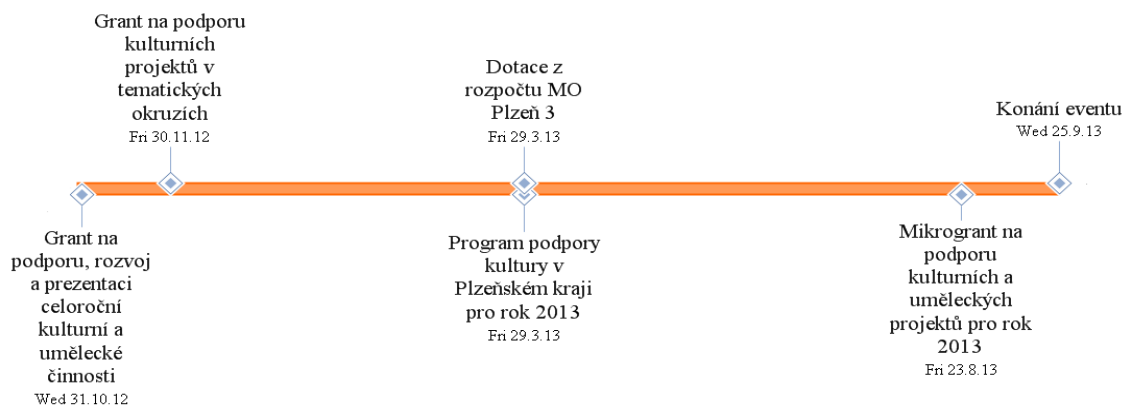 Grant na podporu
kulturních
projektů v
tematických
okruzích
Fri 30.11.12
Dotace z
rozpočtu MO
Plzeň 3
Fri 29.3.13
Konání eventu
Wed 25.9.13
Grant na
podporu, rozvoj
a prezentaci
celoroční
kulturní a
umělecké
činnosti
Wed 31.10.12
Program podpory
kultury v
Plzeňském kraji
pro rok 2013
Fri 29.3.13
Mikrogrant na
podporu
kulturních a
uměleckých
projektů pro rok
2013
Fri 23.8.13